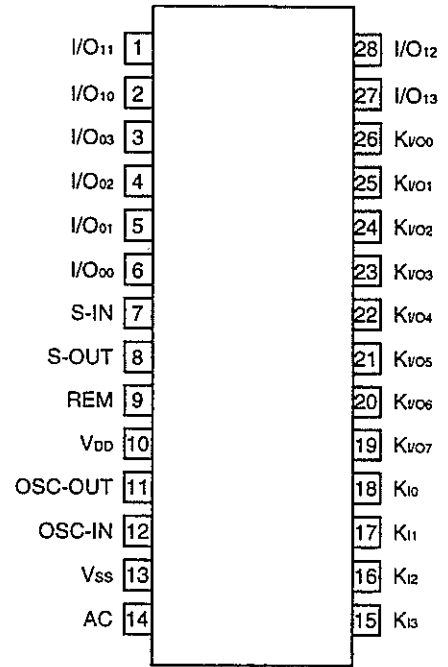 I/O11 1 28 I/O12
I/O10 2 27 I/O13
I/O03 3 26 KI/O0
I/O02 4 25 KI/O1
I/O01 5 24 KI/O2
I/O00 6 23 KI/O3
S-IN 7 22 KI/O4
S-OUT 8 21 KI/O5
REM 9 20 KI/O6
VDD 10 19 KI/O7
OSC-OUT 11 18 KI0
OSC-IN 12 17 KI1
VSS 13 16 KI2
AC 14 15 KI3